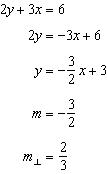 2y + 3x = 6
2y = −3x + 6
y = −3/2 x + 3
m = −3/2
m⊥ = 2/3